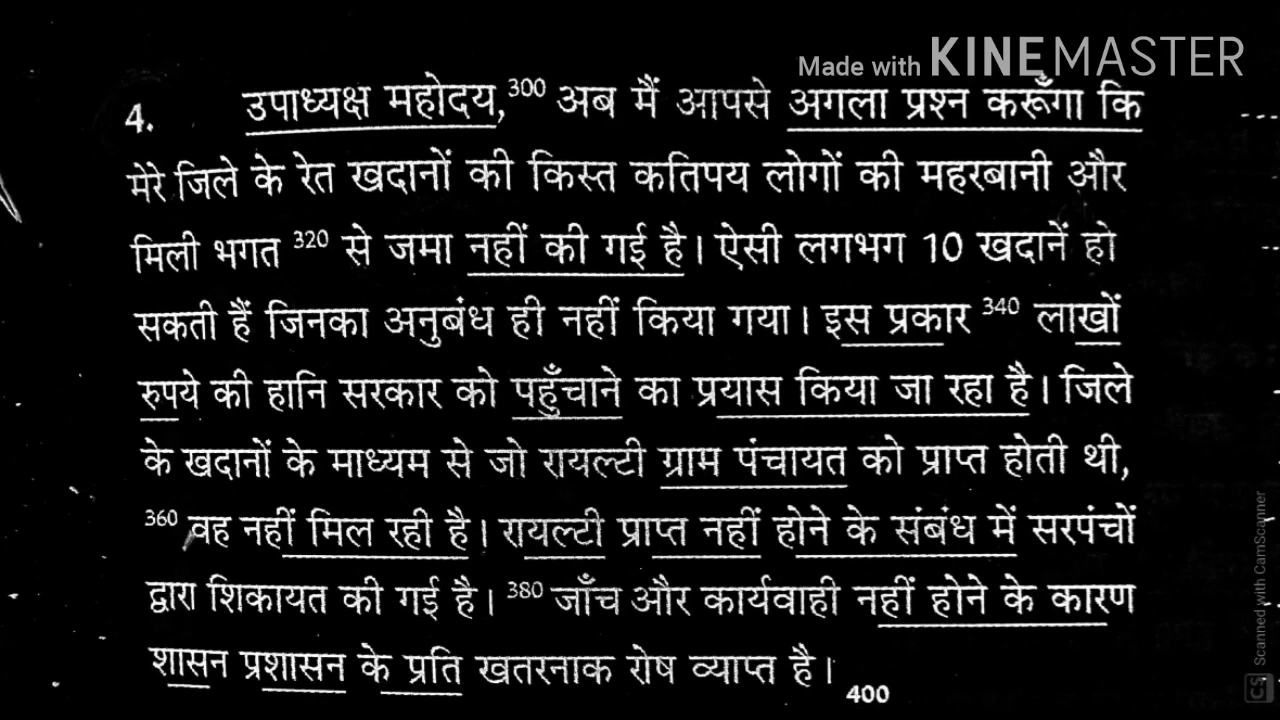 Made with KINEMASTER
4. उपाध्यक्ष महोदय,300 अब मैं आपसे अगला प्रश्न करूँगा कि
मेरे जिले के रेत खदानों की किस्त कतिपय लोगों की महरबानी और
मिली भगत 320 से जमा नहीं की गई है। ऐसी लगभग 10 खदानें हो
सकती हैं जिनका अनुबंध ही नहीं किया गया। इस प्रकार 340 लाखों
रुपये की हानि सरकार को पहुँचाने का प्रयास किया जा रहा है। जिले
के खदानों के माध्यम से जो रायल्टी ग्राम पंचायत को प्राप्त होती थी,
360 वह नहीं मिल रही है। रायल्टी प्राप्त नहीं होने के संबंध में सरपंचों
द्वारा शिकायत की गई है। 380 जाँच और कार्यवाही नहीं होने के कारण
शासन प्रशासन के प्रति खतरनाक रोष व्याप्त है।
400
CS Scanned with CamScanner